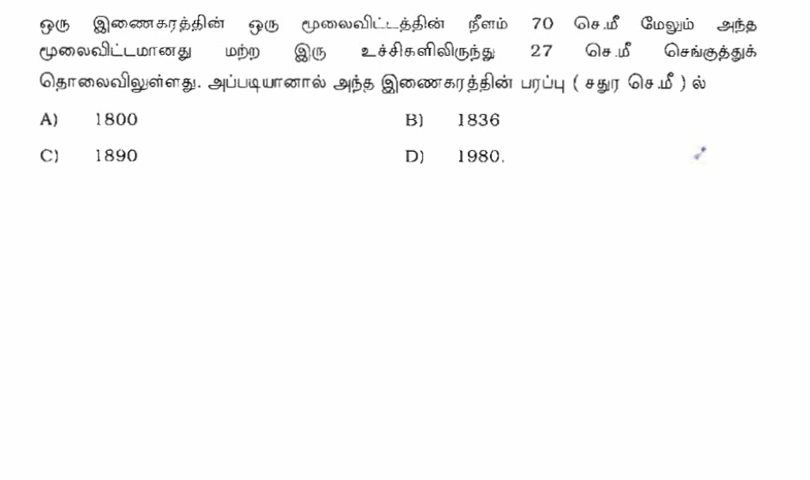 ஒரு இணைகரத்தின் ஒரு மூலைவிட்டத்தின் நீளம் 70 செ.மீ மேலும் அந்த
மூலைவிட்டமானது மற்ற இரு உச்சிகளிலிருந்து 27 செ.மீ செங்குத்துக்
தொலைவிலுள்ளது. அப்படியானால் அந்த இணைகரத்தின் பரப்பு ( சதுர செ.மீ ) ல்
A) 1800 B) 1836
C) 1890 D) 1980.